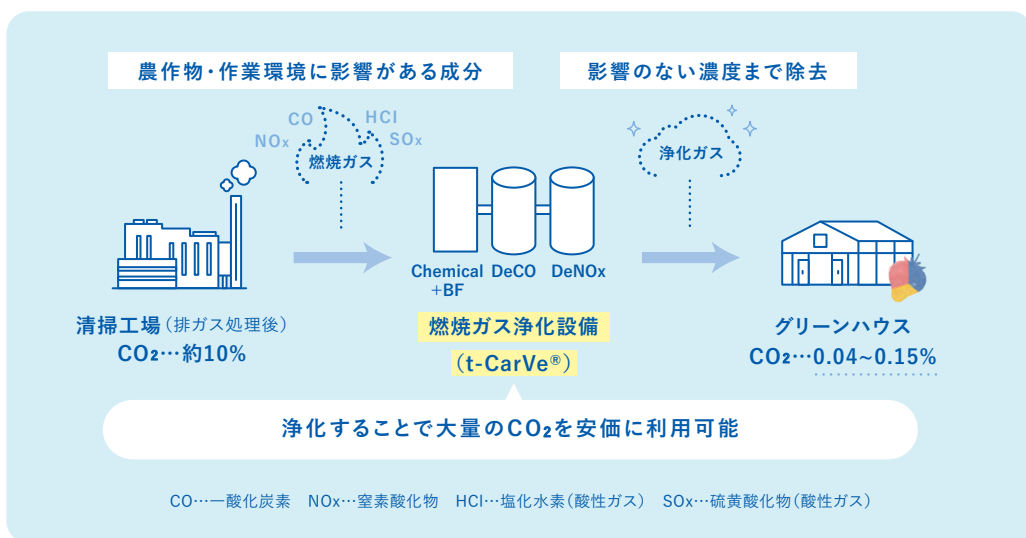 農作物・作業環境に影響がある成分
影響のない濃度まで除去
CO
HCl
NOx
SOx
燃焼ガス
浄化ガス
Chemical
+BF
DeCO
DeNOx
清掃工場（排ガス処理後）
CO₂…約10%
燃焼ガス浄化設備
（t-CarVe®）
グリーンハウス
CO₂…0.04~0.15%
浄化することで大量のCO₂を安価に利用可能
CO…一酸化炭素　NOx…窒素酸化物　HCl…塩化水素（酸性ガス）　SOx…硫黄酸化物（酸性ガス）